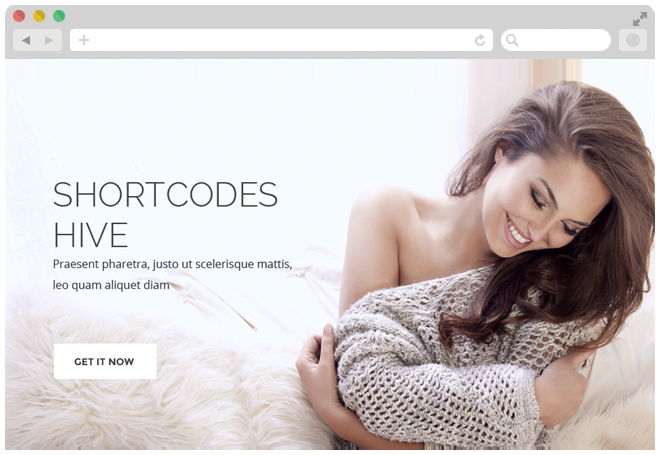 SHORTCODES
HIVE
Praesent pharetra, justo ut scelerisque mattis,
leo quam aliquet diam
GET IT NOW